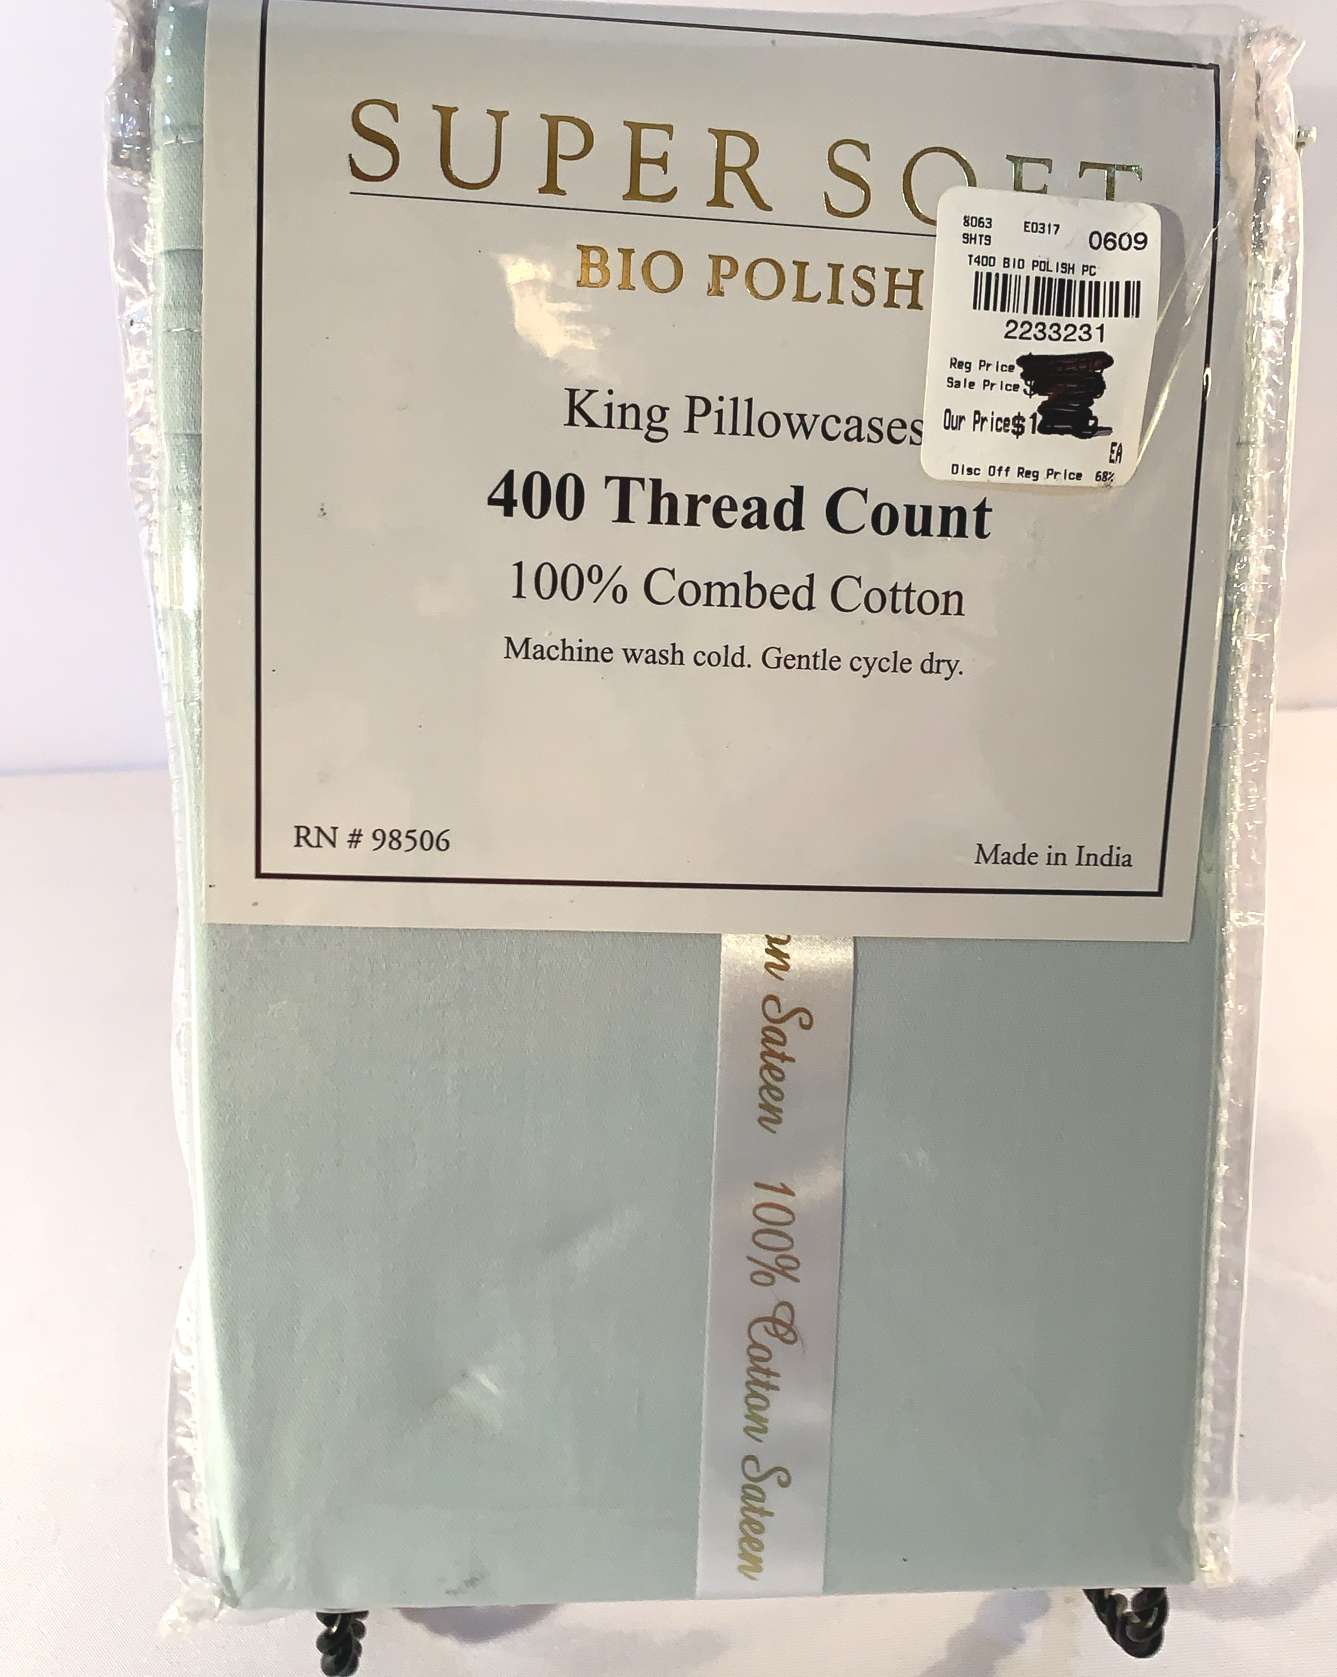 SUPER SOFT
BIO POLISH
King Pillowcases
400 Thread Count
100% Combed Cotton
Machine wash cold. Gentle cycle dry.
RN # 98506
Made in India
8063 E0317 0609
SHTS
T400 BIO POLISH PC
2233231
Reg Price
Sale Price $
Our Price $1
EA
Disc Off Reg Price 68%
on Sateen 100% Cotton Sateen